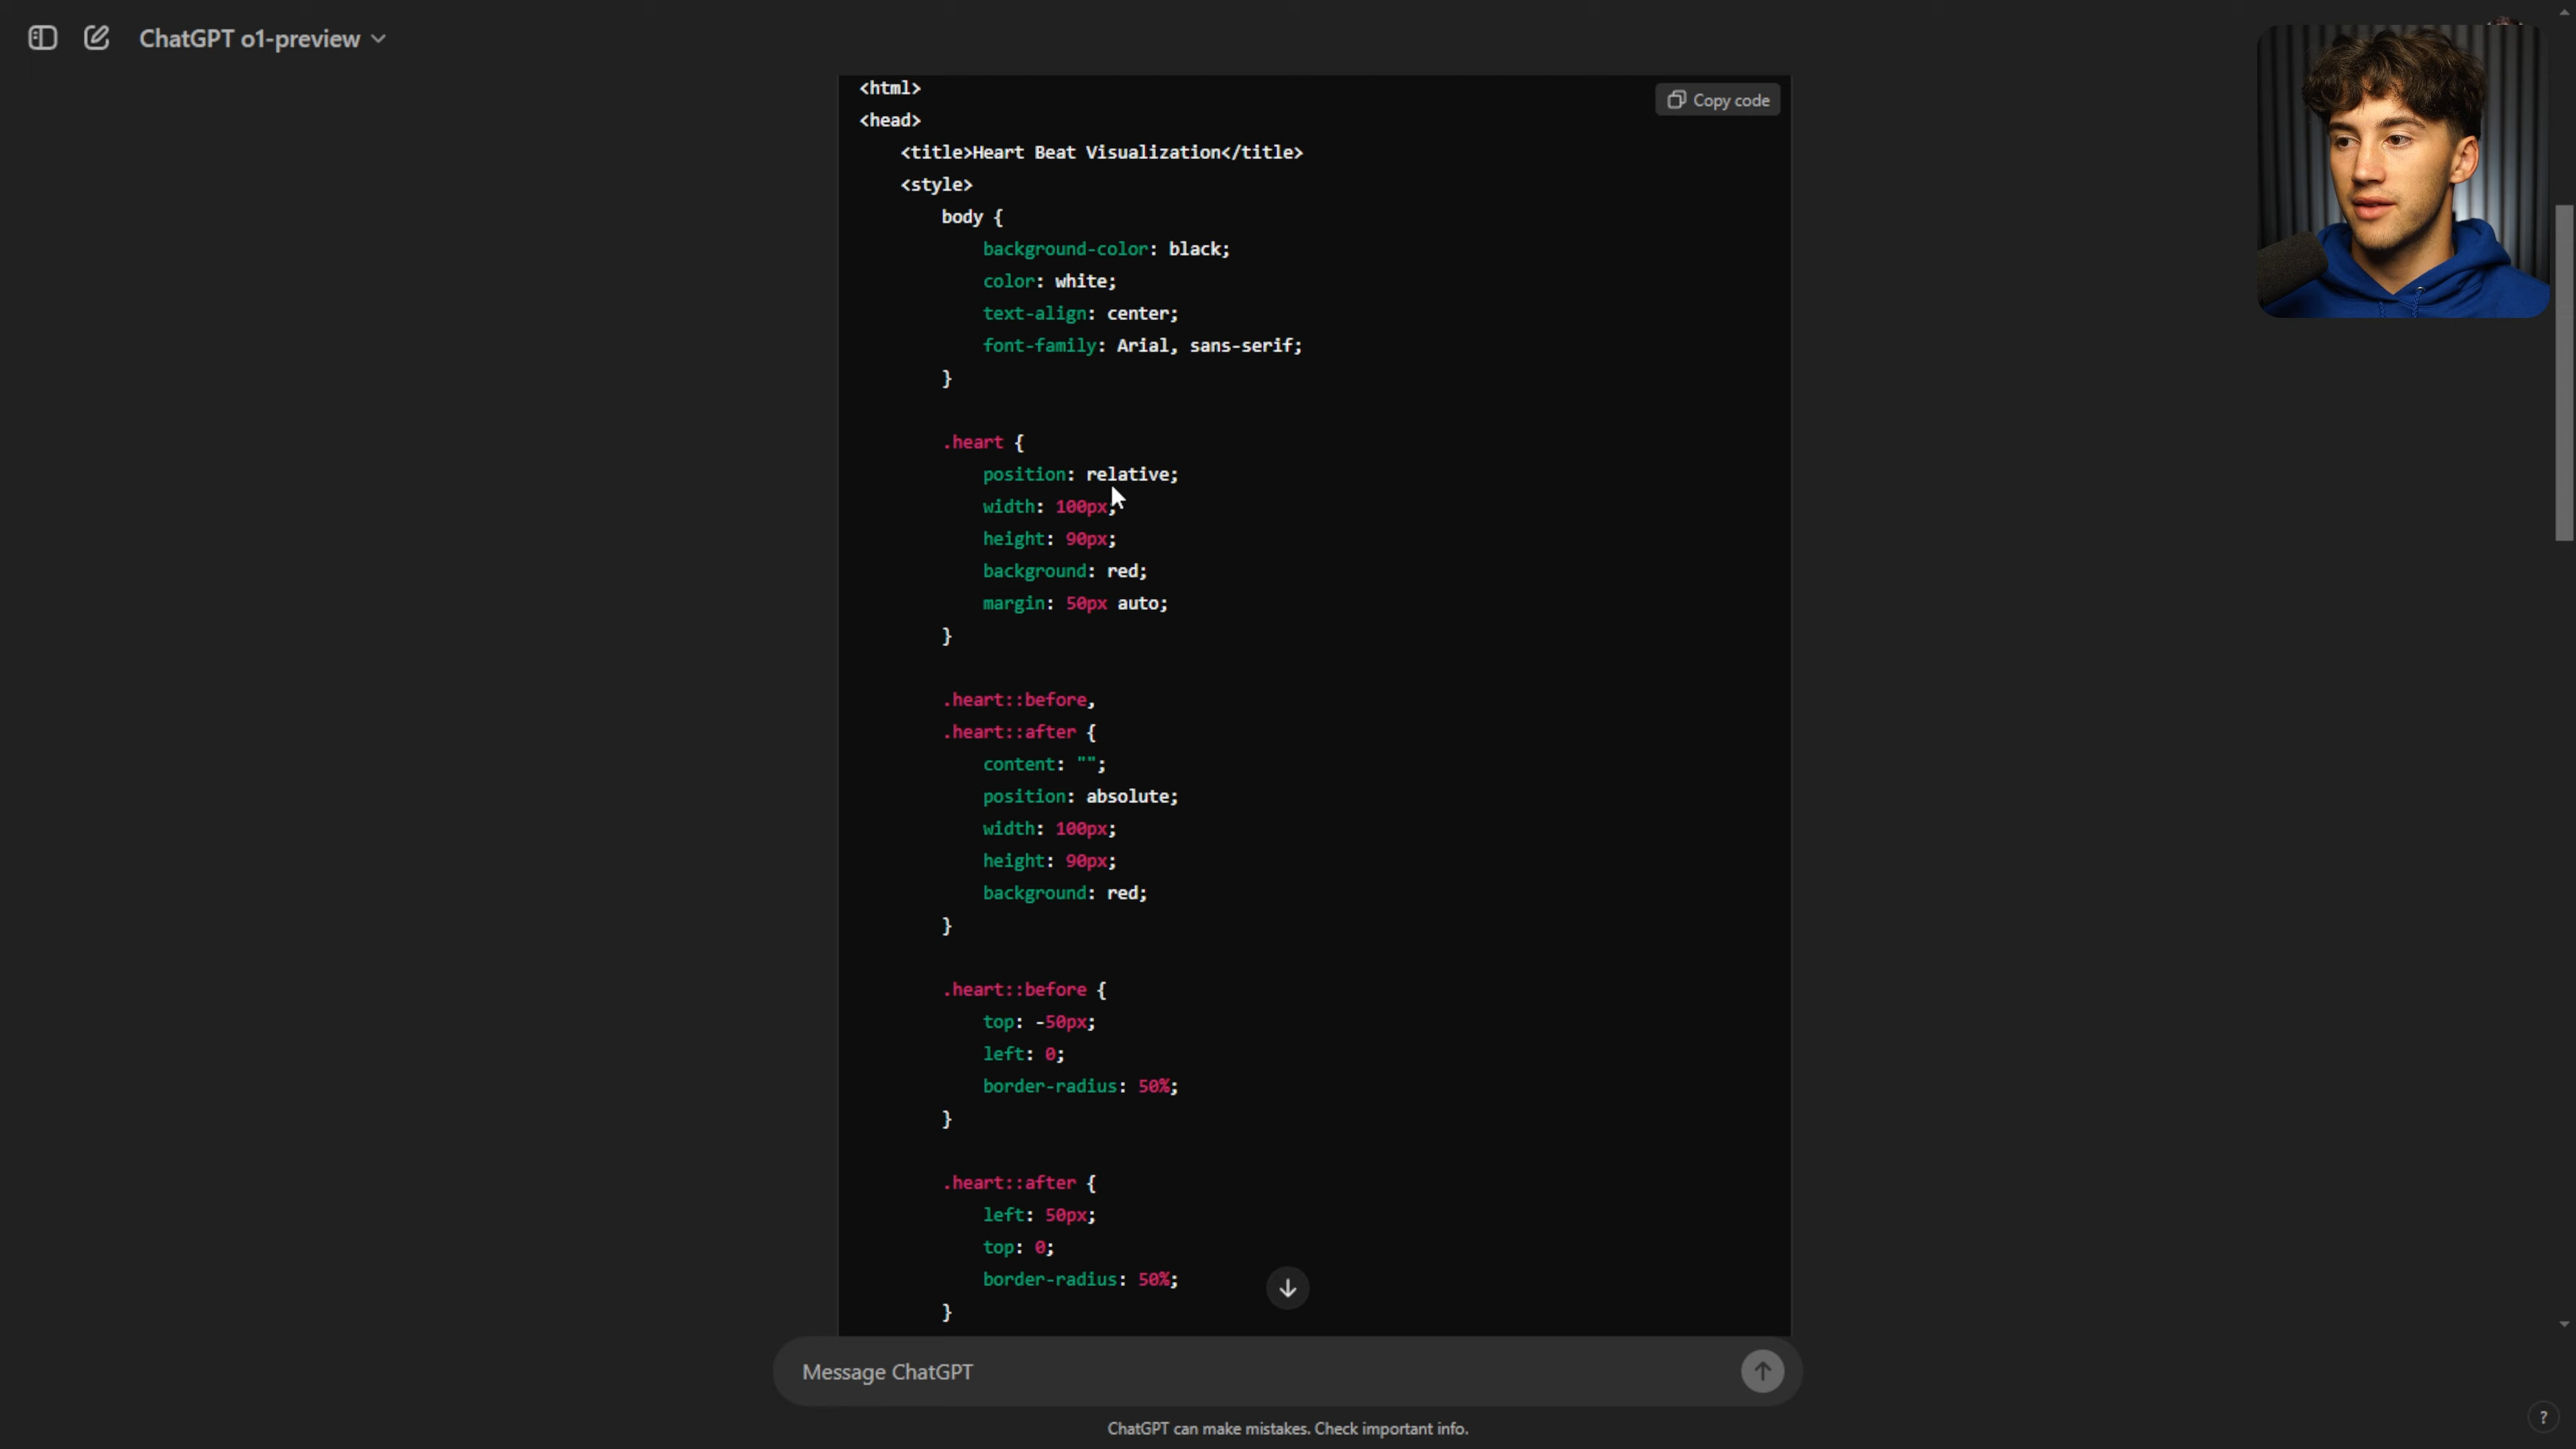 ChatGPT o1-preview
<html>
Copy code
<head>
<title>Heart Beat Visualization</title>
<style>
body {
background-color: black;
color: white;
text-align: center;
font-family: Arial, sans-serif;
}
.heart {
position: relative;
width: 100px;
height: 90px;
background: red;
margin: 50px auto;
}
.heart::before,
.heart::after {
content: "";
position: absolute;
width: 100px;
height: 90px;
background: red;
}
.heart::before {
top: -50px;
left: 0;
border-radius: 50%;
}
.heart::after {
left: 50px;
top: 0;
border-radius: 50%;
}
Message ChatGPT
ChatGPT can make mistakes. Check important info.
?